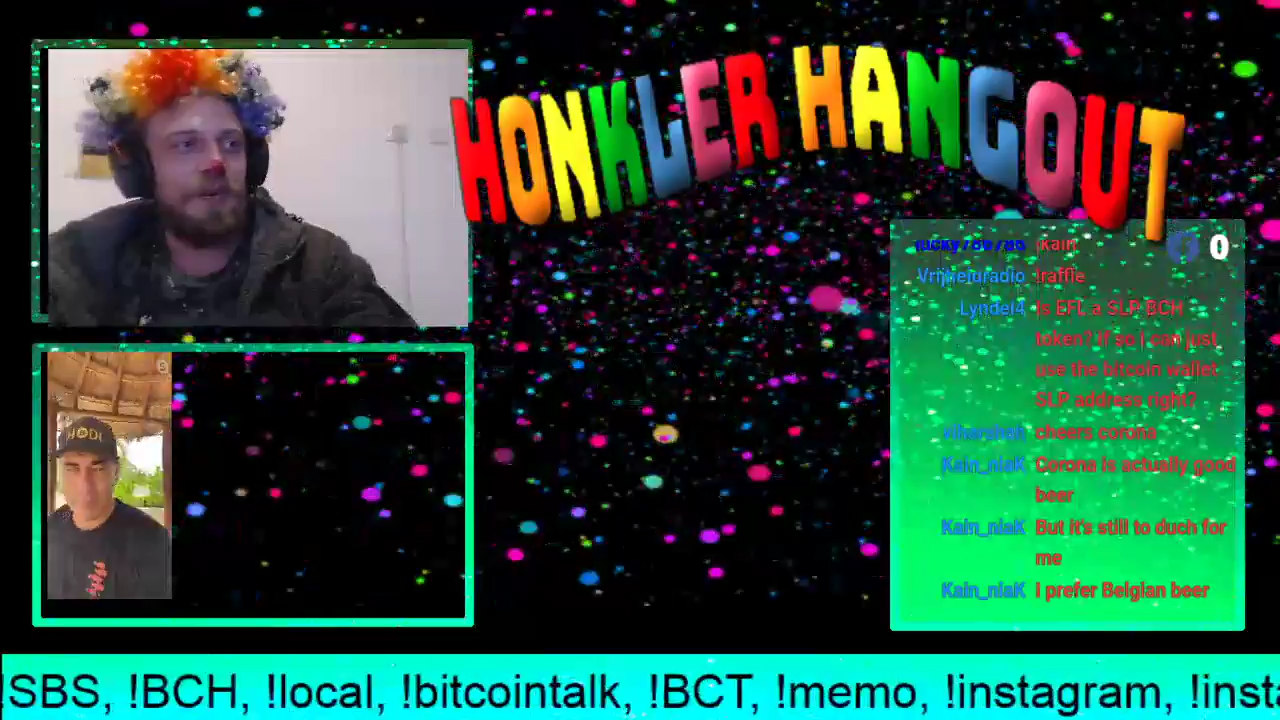 HONKLER HANGOUT
!kain
0
Vrijheidradio !raffle
Lyndel4 Is EFL a SLP BCH
token? If so I can just
use the bitcoin wallet
SLP address right?
cheers corona
Kain_niaK Corona is actually good
beer
Kain_niaK But it's still to duch for
me
Kain_niaK I prefer Belgian beer
HODL
!SBS, !BCH, !local, !bitcointalk, !BCT, !memo, !instagram, !insta